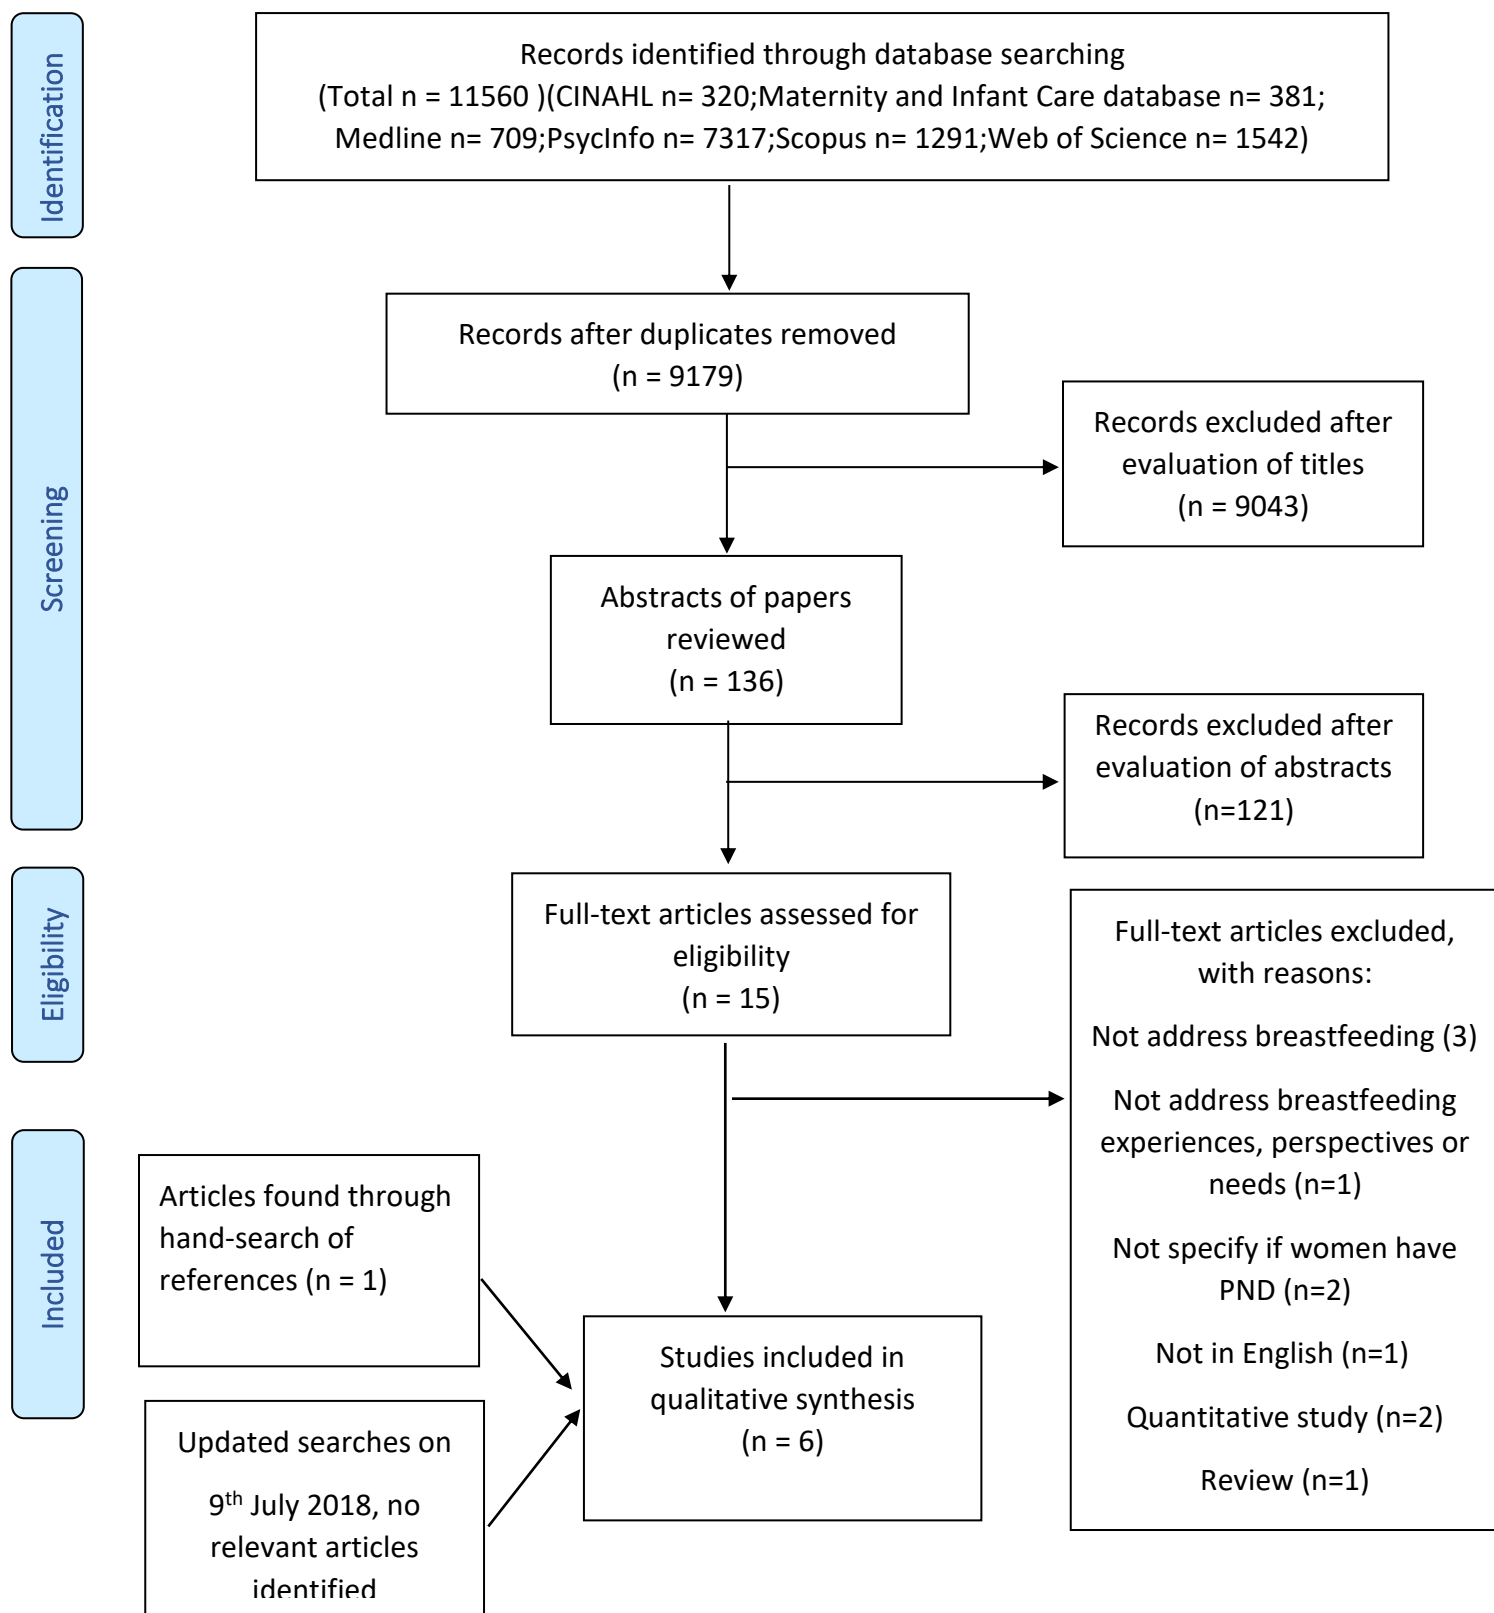 Identification
Records identified through database searching
(Total n = 11560 )(CINAHL n= 320;Maternity and Infant Care database n= 381;
Medline n= 709;PsycInfo n= 7317;Scopus n= 1291;Web of Science n= 1542)
Screening
Records after duplicates removed
(n = 9179)
Records excluded after
evaluation of titles
(n = 9043)
Abstracts of papers
reviewed
(n = 136)
Records excluded after
evaluation of abstracts
(n=121)
Eligibility
Full-text articles assessed for
eligibility
(n = 15)
Full-text articles excluded,
with reasons:
Not address breastfeeding (3)
Not address breastfeeding
experiences, perspectives or
needs (n=1)
Not specify if women have
PND (n=2)
Not in English (n=1)
Quantitative study (n=2)
Review (n=1)
Included
Articles found through
hand-search of
references (n = 1)
Studies included in
qualitative synthesis
(n = 6)
Updated searches on
9th July 2018, no
relevant articles
identified